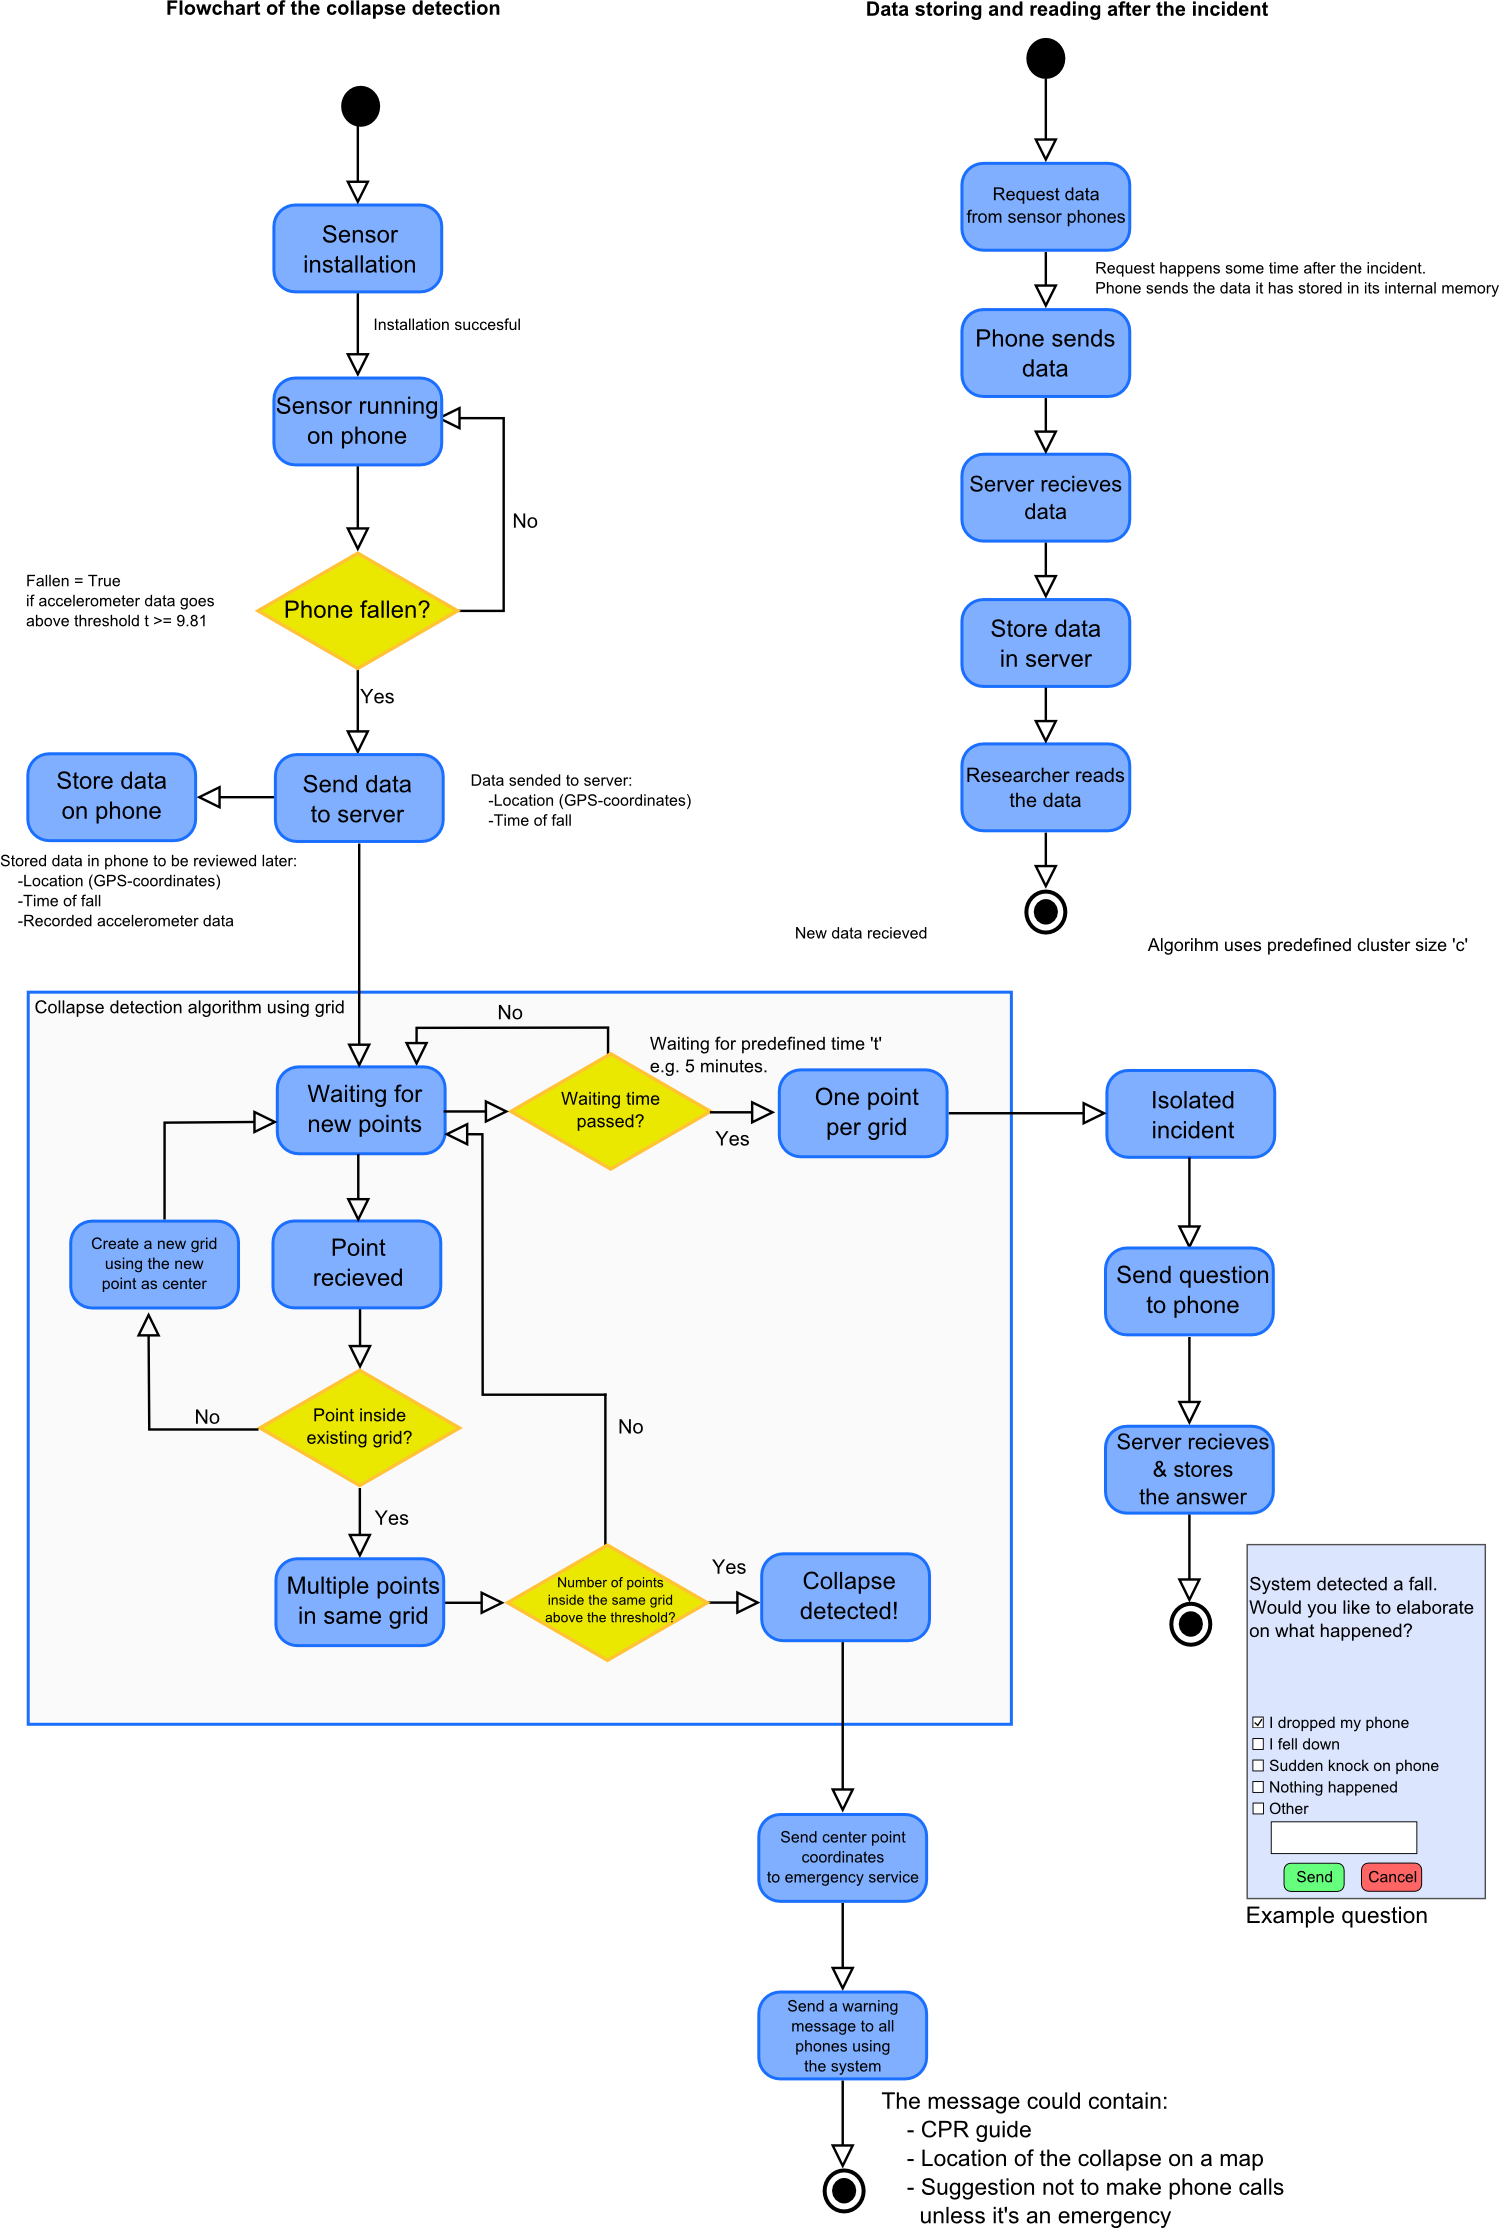 Flowchart of the collapse detection
Sensor
installation
Installation succesful
Sensor running
on phone
No
Fallen = True
if accelerometer data goes
above threshold t >= 9.81
Phone fallen?
Yes
Store data
on phone
Send data
to server
Data sended to server:
-Location (GPS-coordinates)
-Time of fall
Stored data in phone to be reviewed later:
-Location (GPS-coordinates)
-Time of fall
-Recorded accelerometer data
Data storing and reading after the incident
Request data
from sensor phones
Request happens some time after the incident.
Phone sends the data it has stored in its internal memory
Phone sends
data
Server recieves
data
Store data
in server
Researcher reads
the data
New data recieved
Algorihm uses predefined cluster size 'c'
Collapse detection algorithm using grid
No
Waiting for predefined time 't'
e.g. 5 minutes.
Waiting for
new points
Waiting time
passed?
Yes
One point
per grid
Isolated
incident
Create a new grid
using the new
point as center
Point
recieved
Send question
to phone
No
Point inside
existing grid?
No
Server recieves
& stores
the answer
Yes
Multiple points
in same grid
Number of points
inside the same grid
above the threshold?
Yes
Collapse
detected!
System detected a fall.
Would you like to elaborate
on what happened?
I dropped my phone
I fell down
Sudden knock on phone
Nothing happened
Other
Send
Cancel
Example question
Send center point
coordinates
to emergency service
Send a warning
message to all
phones using
the system
The message could contain:
- CPR guide
- Location of the collapse on a map
- Suggestion not to make phone calls
unless it's an emergency